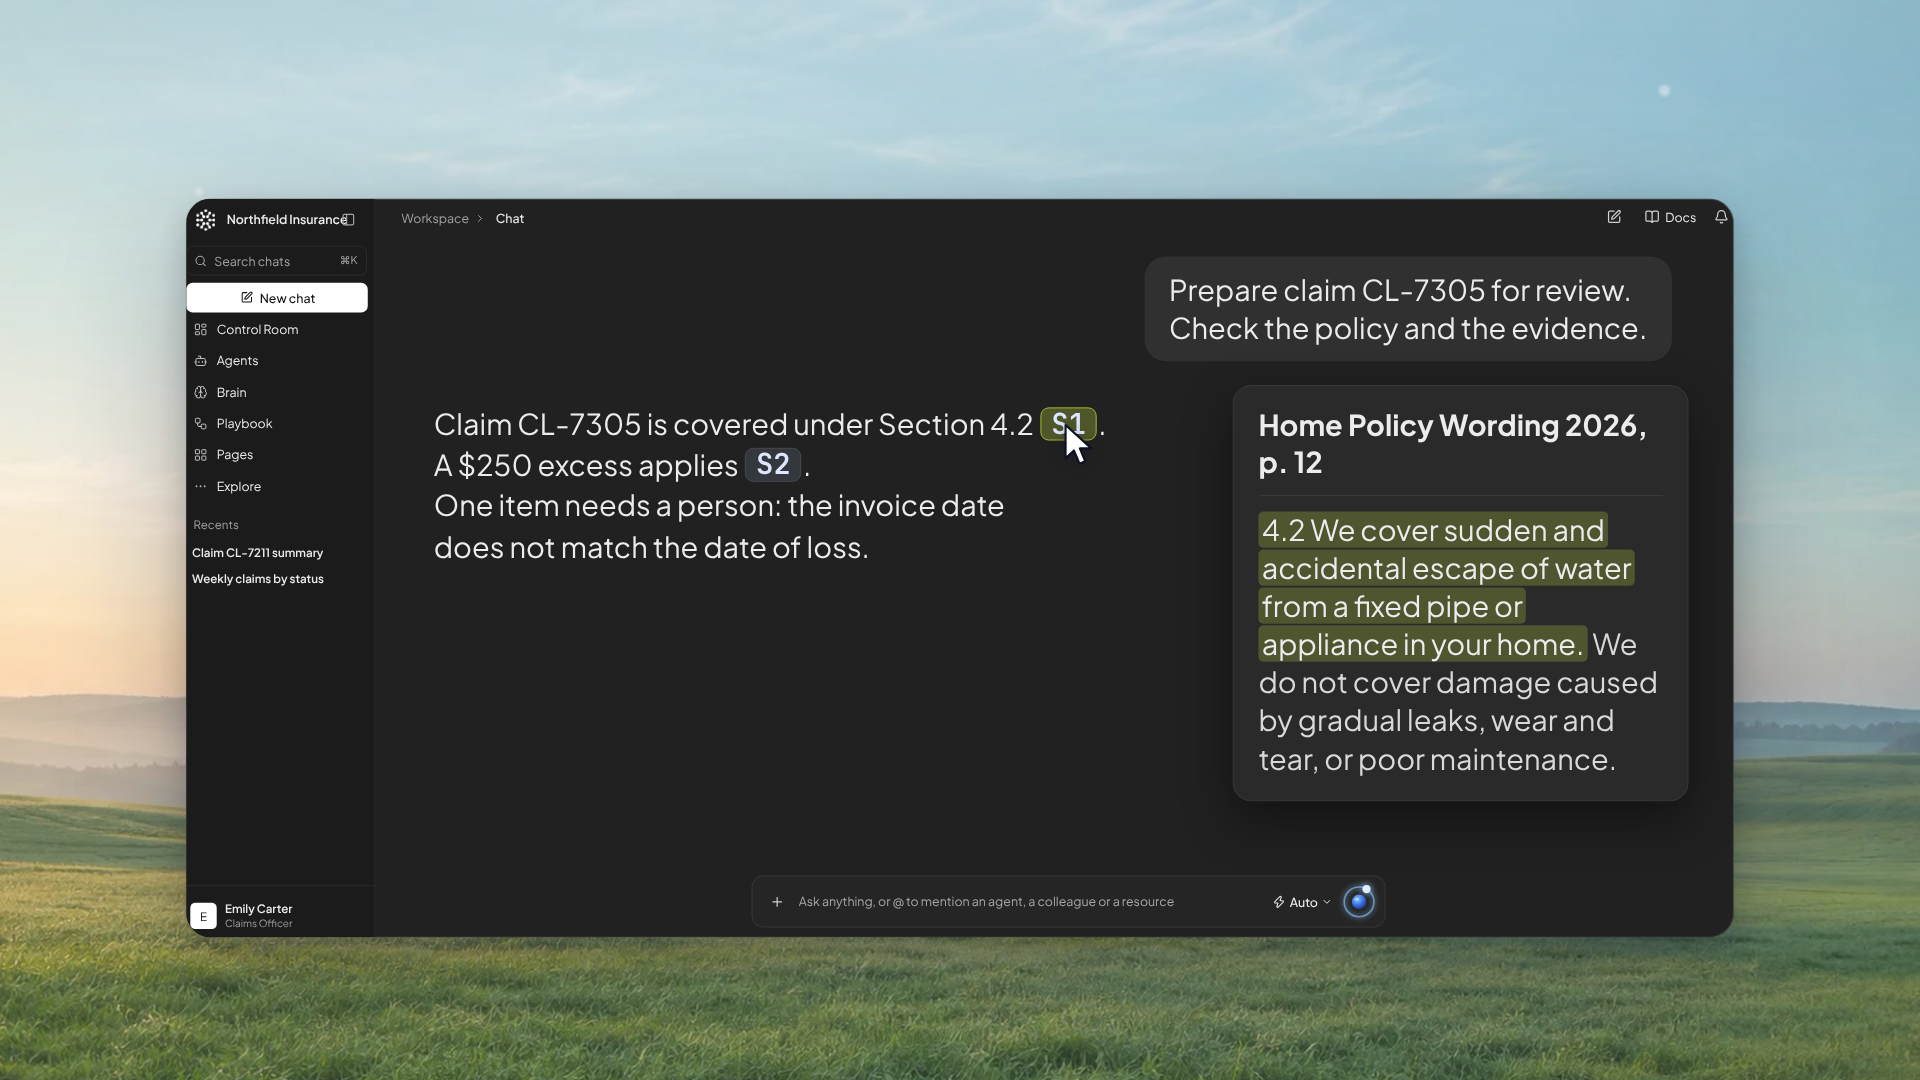 Northfield Insurance
Search chats ⌘K
New chat
Control Room
Agents
Brain
Playbook
Pages
Explore
Recents
Claim CL-7211 summary
Weekly claims by status
E
Emily Carter
Claims Officer
Workspace > Chat
Docs
Prepare claim CL-7305 for review.
Check the policy and the evidence.
Claim CL-7305 is covered under Section 4.2 S1 .
A $250 excess applies S2 .
One item needs a person: the invoice date
does not match the date of loss.
Home Policy Wording 2026,
p. 12
4.2 We cover sudden and
accidental escape of water
from a fixed pipe or
appliance in your home. We
do not cover damage caused
by gradual leaks, wear and
tear, or poor maintenance.
Ask anything, or @ to mention an agent, a colleague or a resource
Auto